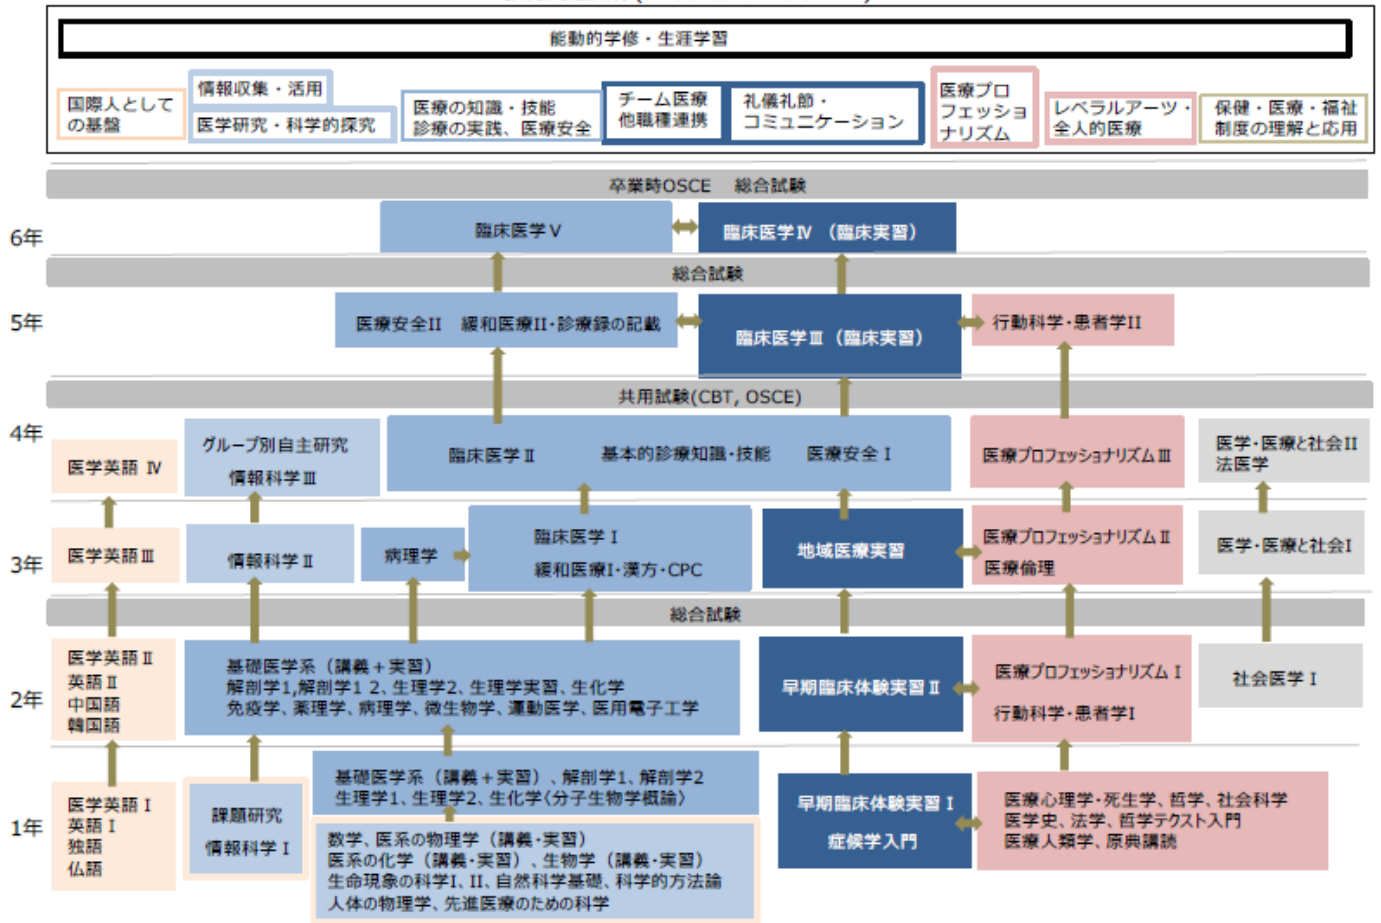 能動的学修・生涯学習
国際人として
の基盤
情報収集・活用
医学研究・科学的探究
医療の知識・技能
診療の実践、医療安全
チーム医療
他職種連携
礼儀礼節・
コミュニケーション
医療プロ
フェッショ
ナリズム
レベラルアーツ・
全人的医療
保健・医療・福祉
制度の理解と応用
卒業時OSCE 総合試験
6年
臨床医学Ⅴ
臨床医学Ⅳ（臨床実習）
総合試験
5年
医療安全II 緩和医療II・診療録の記載
臨床医学Ⅲ（臨床実習）
行動科学・患者学II
共用試験(CBT, OSCE)
4年
医学英語 Ⅳ
グループ別自主研究
情報科学Ⅲ
臨床医学Ⅱ 基本的診療知識・技能 医療安全Ⅰ
医療プロフェッショナリズムⅢ
医学・医療と社会II
法医学
3年
医学英語Ⅲ
情報科学Ⅱ
病理学
臨床医学Ⅰ
緩和医療I・漢方・CPC
地域医療実習
医療プロフェッショナリズムⅡ
医療倫理
医学・医療と社会I
総合試験
2年
医学英語Ⅱ
英語Ⅱ
中国語
韓国語
基礎医学系（講義＋実習）
解剖学1,解剖学1 2、生理学2、生理学実習、生化学
免疫学、薬理学、病理学、微生物学、運動医学、医用電子工学
早期臨床体験実習Ⅱ
医療プロフェッショナリズムⅠ
行動科学・患者学I
社会医学Ⅰ
1年
医学英語Ⅰ
英語Ⅰ
独語
仏語
課題研究
情報科学Ⅰ
基礎医学系（講義＋実習）、解剖学1、解剖学2
生理学1、生理学2、生化学〈分子生物学概論〉
数学、医系の物理学（講義・実習）
医系の化学（講義・実習）、生物学（講義・実習）
生命現象の科学I、II、自然科学基礎、科学的方法論
人体の物理学、先進医療のための科学
早期臨床体験実習Ⅰ
症候学入門
医療心理学・死生学、哲学、社会科学
医学史、法学、哲学テクスト入門
医療人類学、原典講読